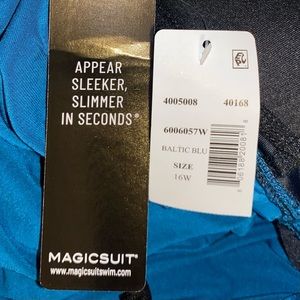 APPEAR
SLEEKER,
SLIMMER
IN SECONDS®
MAGICSUIT®
www.magicsuitswim.com
4005008 40168
6006057W
BALTIC BLU
SIZE
16W